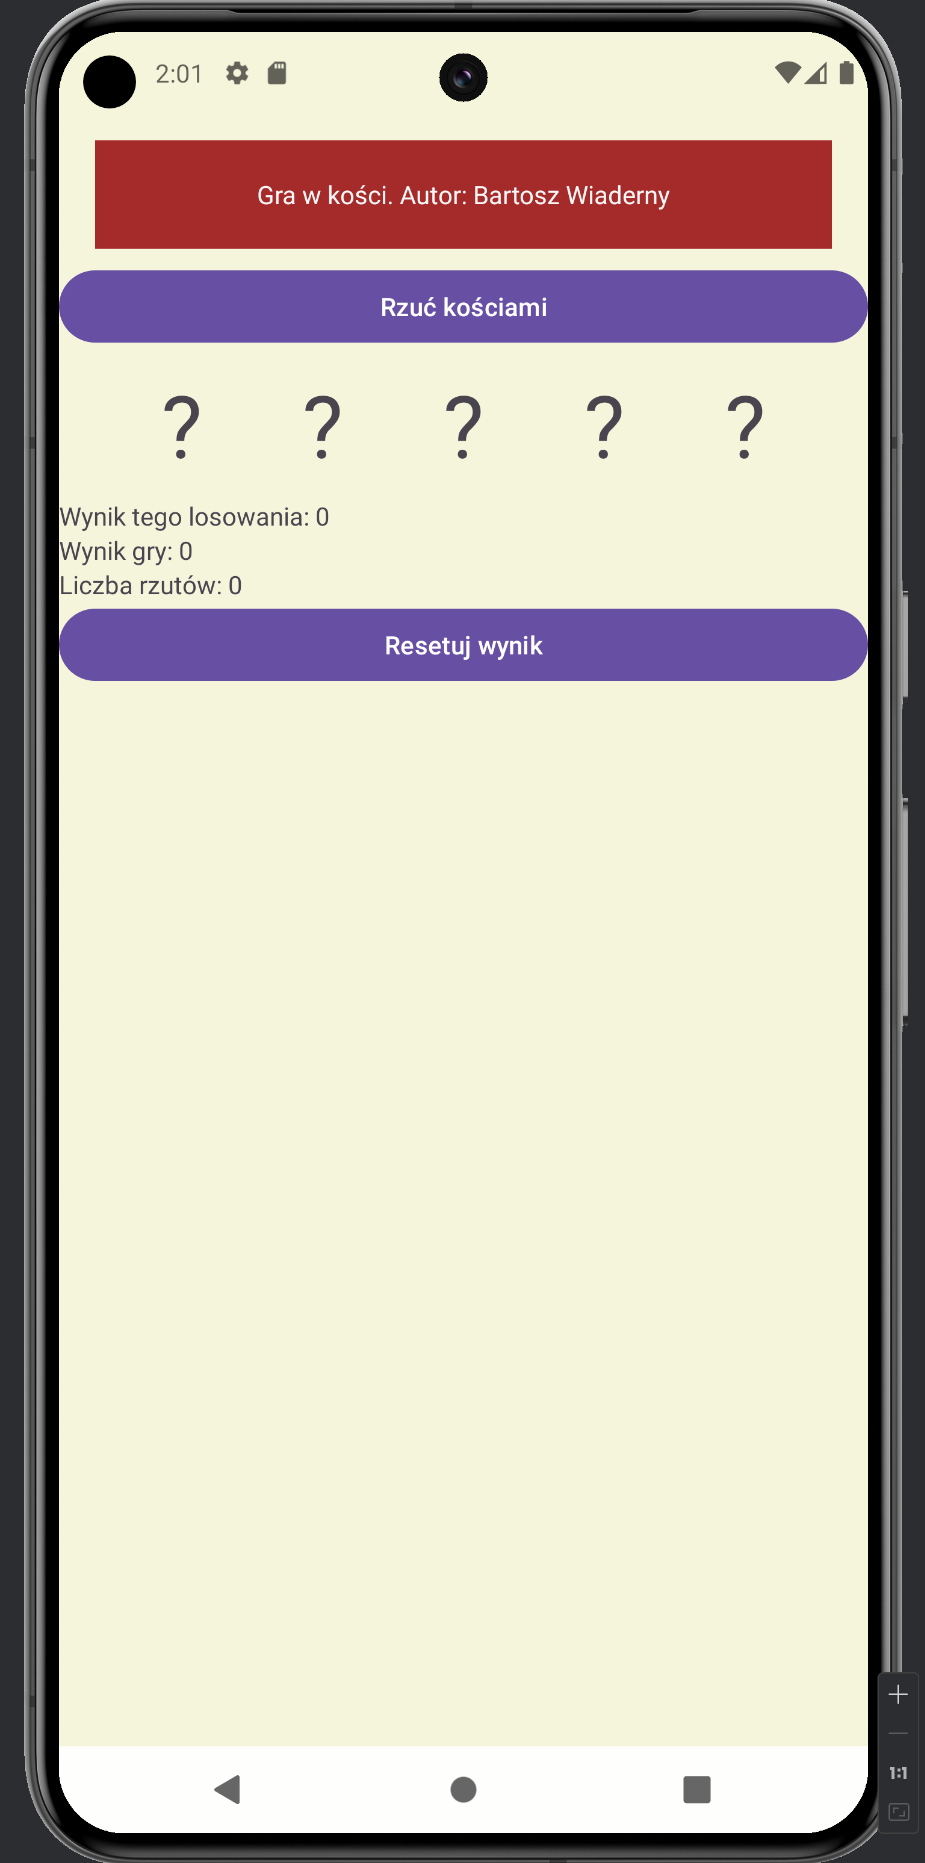 2:01
Gra w kości. Autor: Bartosz Wiaderny
Rzuć kościami
? ? ? ? ?
Wynik tego losowania: 0
Wynik gry: 0
Liczba rzutów: 0
Resetuj wynik
1:1